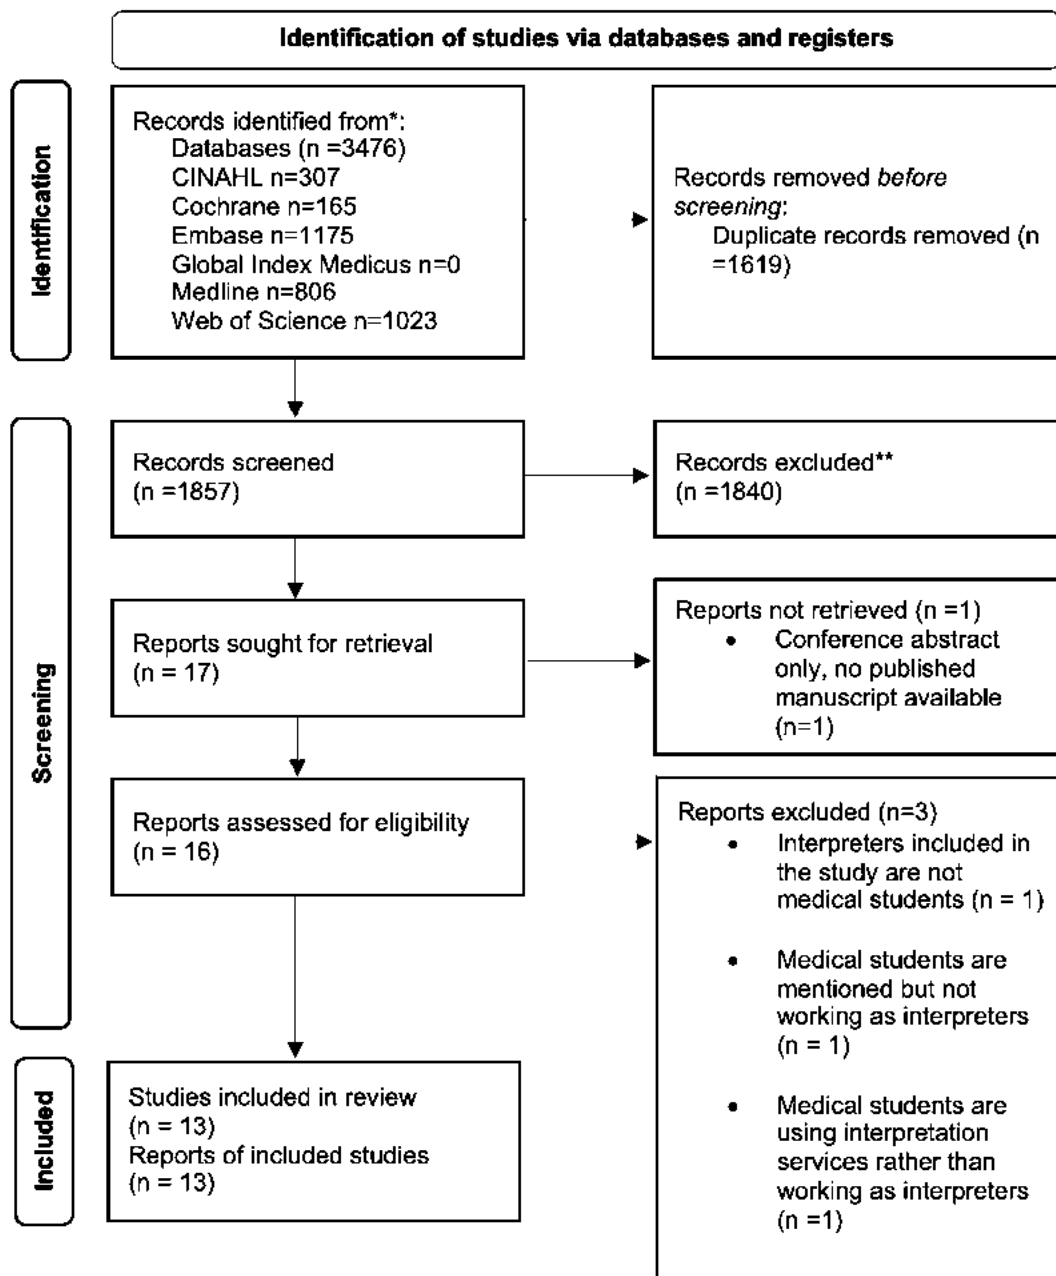 Identification of studies via databases and registers
Identification
Records identified from*:
Databases (n =3476)
CINAHL n=307
Cochrane n=165
Embase n=1175
Global Index Medicus n=0
Medline n=806
Web of Science n=1023
Records removed before
screening:
Duplicate records removed (n
=1619)
Screening
Records screened
(n =1857)
Records excluded**
(n =1840)
Reports sought for retrieval
(n = 17)
Reports not retrieved (n =1)
• Conference abstract
only, no published
manuscript available
(n=1)
Reports assessed for eligibility
(n = 16)
Reports excluded (n=3)
• Interpreters included in
the study are not
medical students (n = 1)
• Medical students are
mentioned but not
working as interpreters
(n = 1)
• Medical students are
using interpretation
services rather than
working as interpreters
(n =1)
Included
Studies included in review
(n = 13)
Reports of included studies
(n = 13)